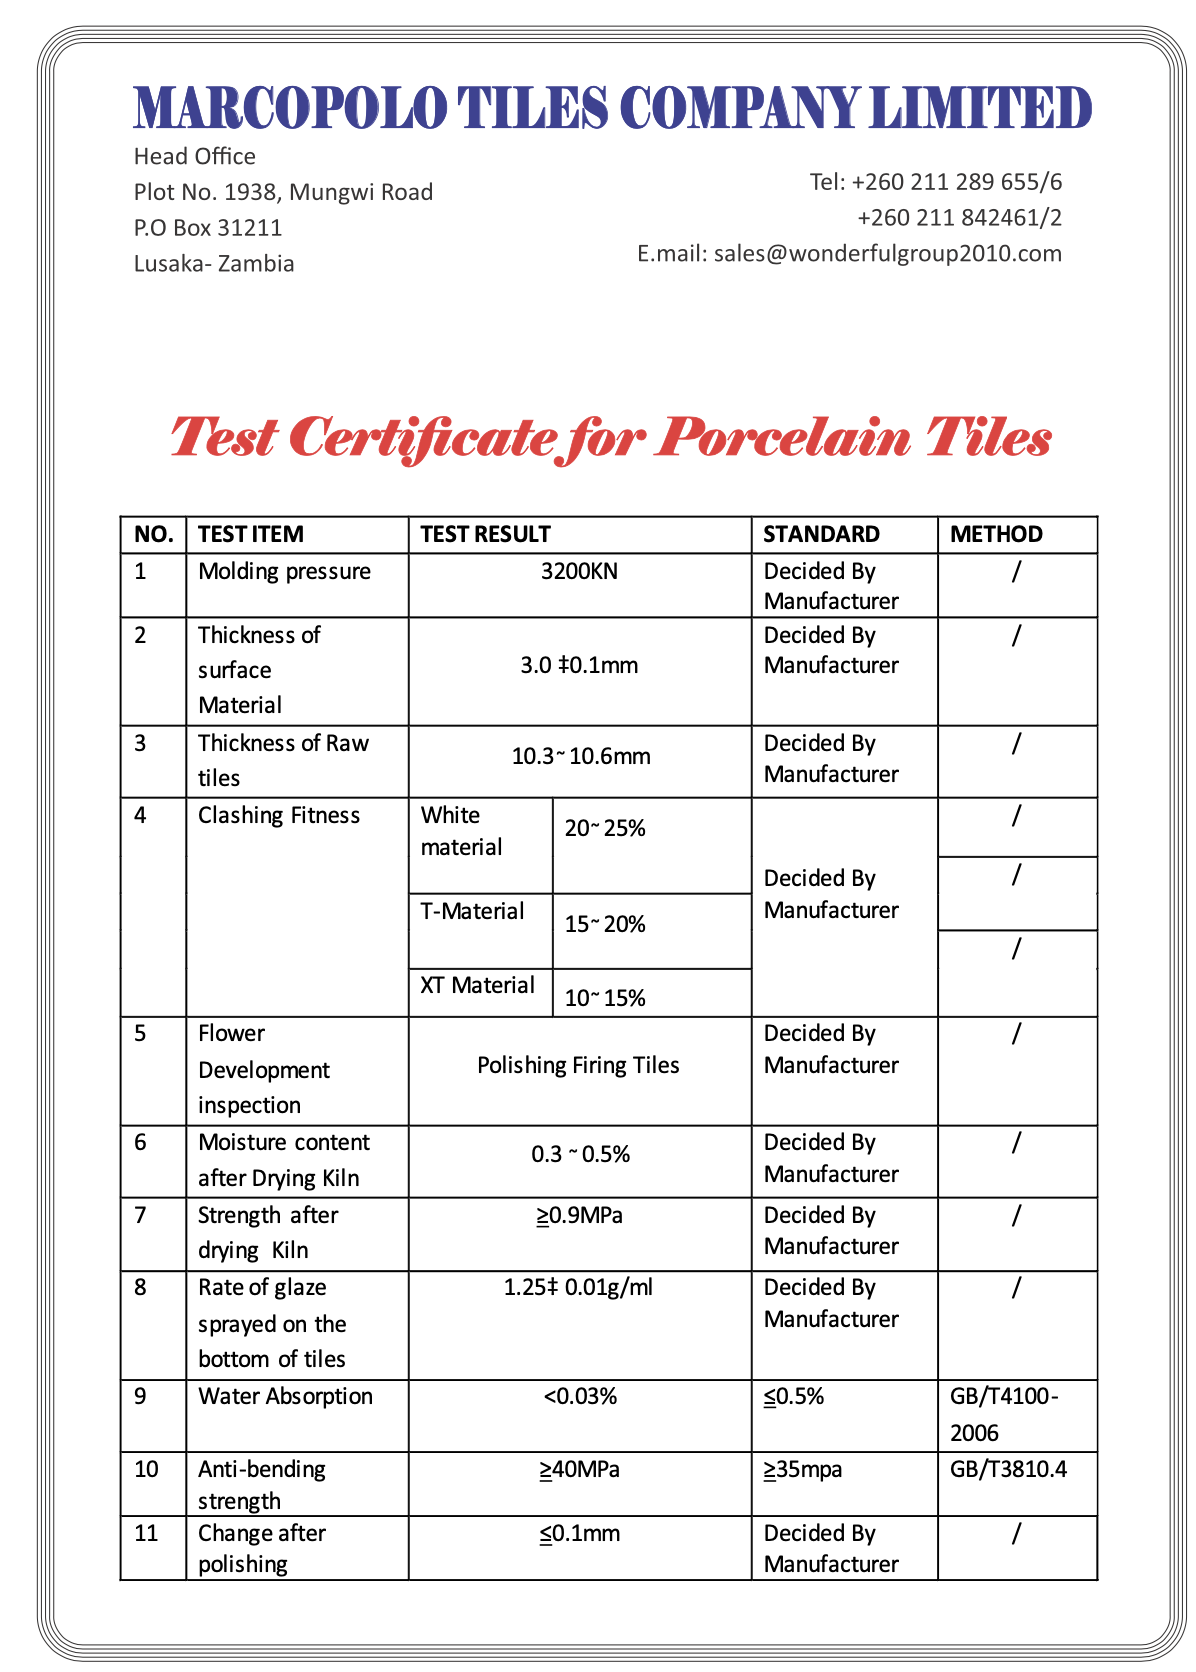 MARCOPOLO TILES COMPANY LIMITED
Head Office
Plot No. 1938, Mungwi Road
P.O Box 31211
Lusaka- Zambia
Tel: +260 211 289 655/6
+260 211 842461/2
E.mail: sales@wonderfulgroup2010.com
Test Certificate for Porcelain Tiles
NO. TEST ITEM TEST RESULT STANDARD METHOD
1 Molding pressure 3200KN Decided By /
Manufacturer
2 Thickness of Decided By /
surface 3.0 ‡0.1mm Manufacturer
Material
3 Thickness of Raw 10.3~10.6mm Decided By /
tiles Manufacturer
4 Clashing Fitness White 20~25% /
material
Decided By /
T-Material 15~20% Manufacturer
/
XT Material 10~15%
5 Flower Decided By /
Development Polishing Firing Tiles Manufacturer
inspection
6 Moisture content 0.3 ~0.5% Decided By /
after Drying Kiln Manufacturer
7 Strength after ≥0.9MPa Decided By /
drying Kiln Manufacturer
8 Rate of glaze 1.25‡ 0.01g/ml Decided By /
sprayed on the Manufacturer
bottom of tiles
9 Water Absorption <0.03% ≤0.5% GB/T4100-
2006
10 Anti-bending ≥40MPa ≥35mpa GB/T3810.4
strength
11 Change after ≤0.1mm Decided By /
polishing Manufacturer